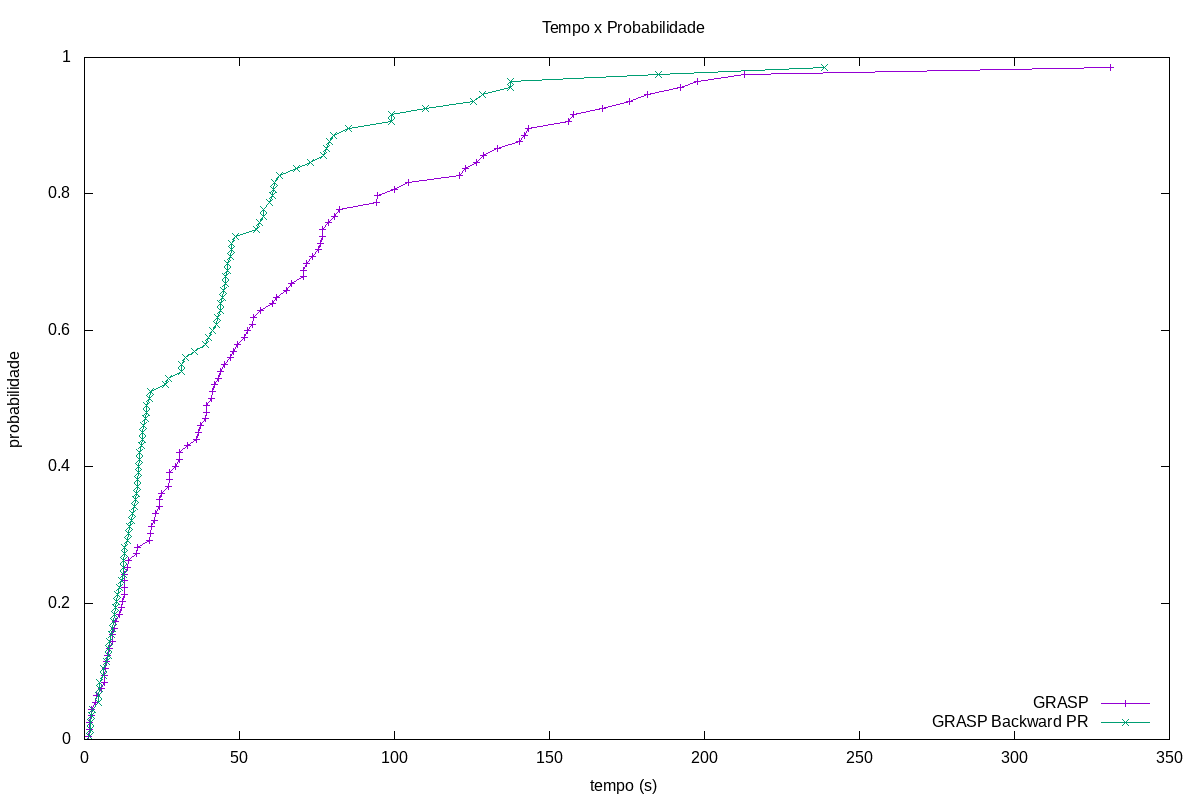 Tempo x Probabilidade
1
0.8
0.6
0.4
0.2
0
probabilidade
GRASP
GRASP Backward PR
0 50 100 150 200 250 300 350
tempo (s)